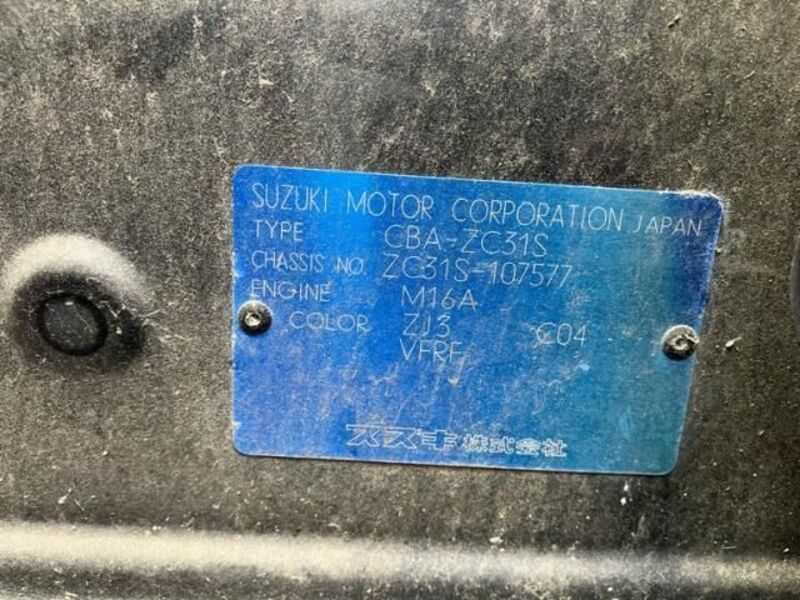 SUZUKI MOTOR CORPORATION JAPAN
TYPE CBA-ZC31S
CHASSIS NO. ZC31S-107577
ENGINE M16A
COLOR ZJ3 C04
VFRF
スズキ株式会社